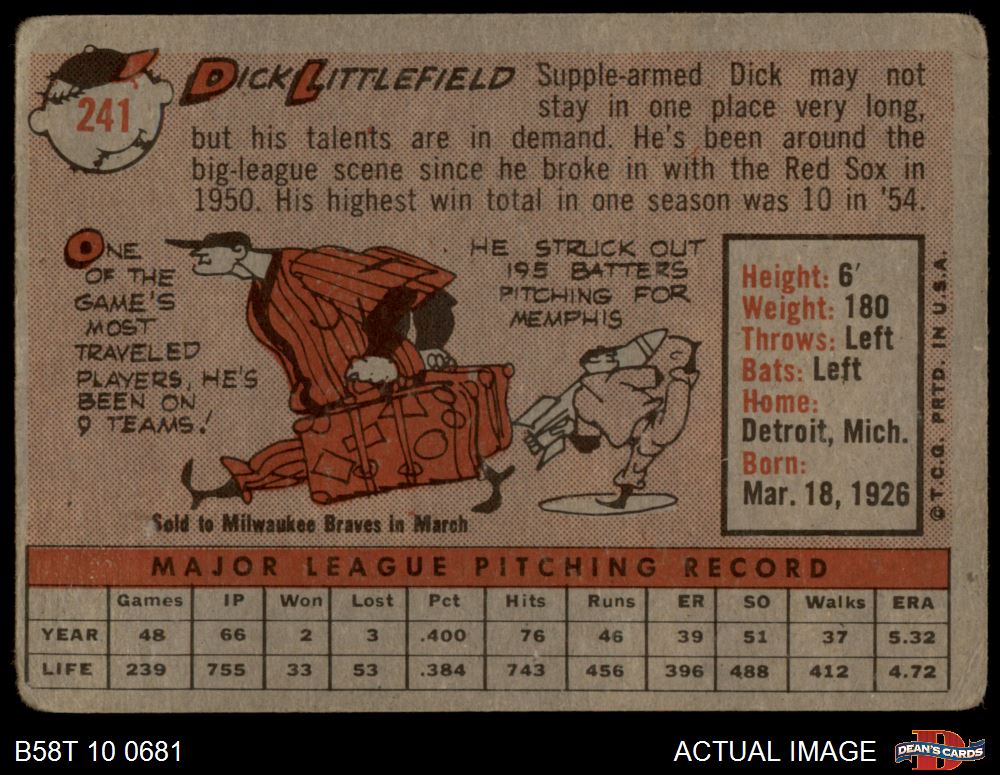 241
DICK LITTLEFIELD Supple-armed Dick may not
stay in one place very long,
but his talents are in demand. He's been around the
big-league scene since he broke in with the Red Sox in
1950. His highest win total in one season was 10 in '54.
ONE
OF THE
GAME'S
MOST
TRAVELED
PLAYERS, HE'S
BEEN ON
9 TEAMS!
HE STRUCK OUT
195 BATTERS
PITCHING FOR
MEMPHIS
Sold to Milwaukee Braves in March
Height: 6'
Weight: 180
Throws: Left
Bats: Left
Home:
Detroit, Mich.
Born:
Mar. 18, 1926
© T.C.G. PRTD. IN U.S.A.
MAJOR LEAGUE PITCHING RECORD
Games IP Won Lost Pct Hits Runs ER SO Walks ERA
YEAR 48 66 2 3 .400 76 46 39 51 37 5.32
LIFE 239 755 33 53 .384 743 456 396 488 412 4.72
B58T 10 0681
ACTUAL IMAGE
D
DEAN'S CARDS